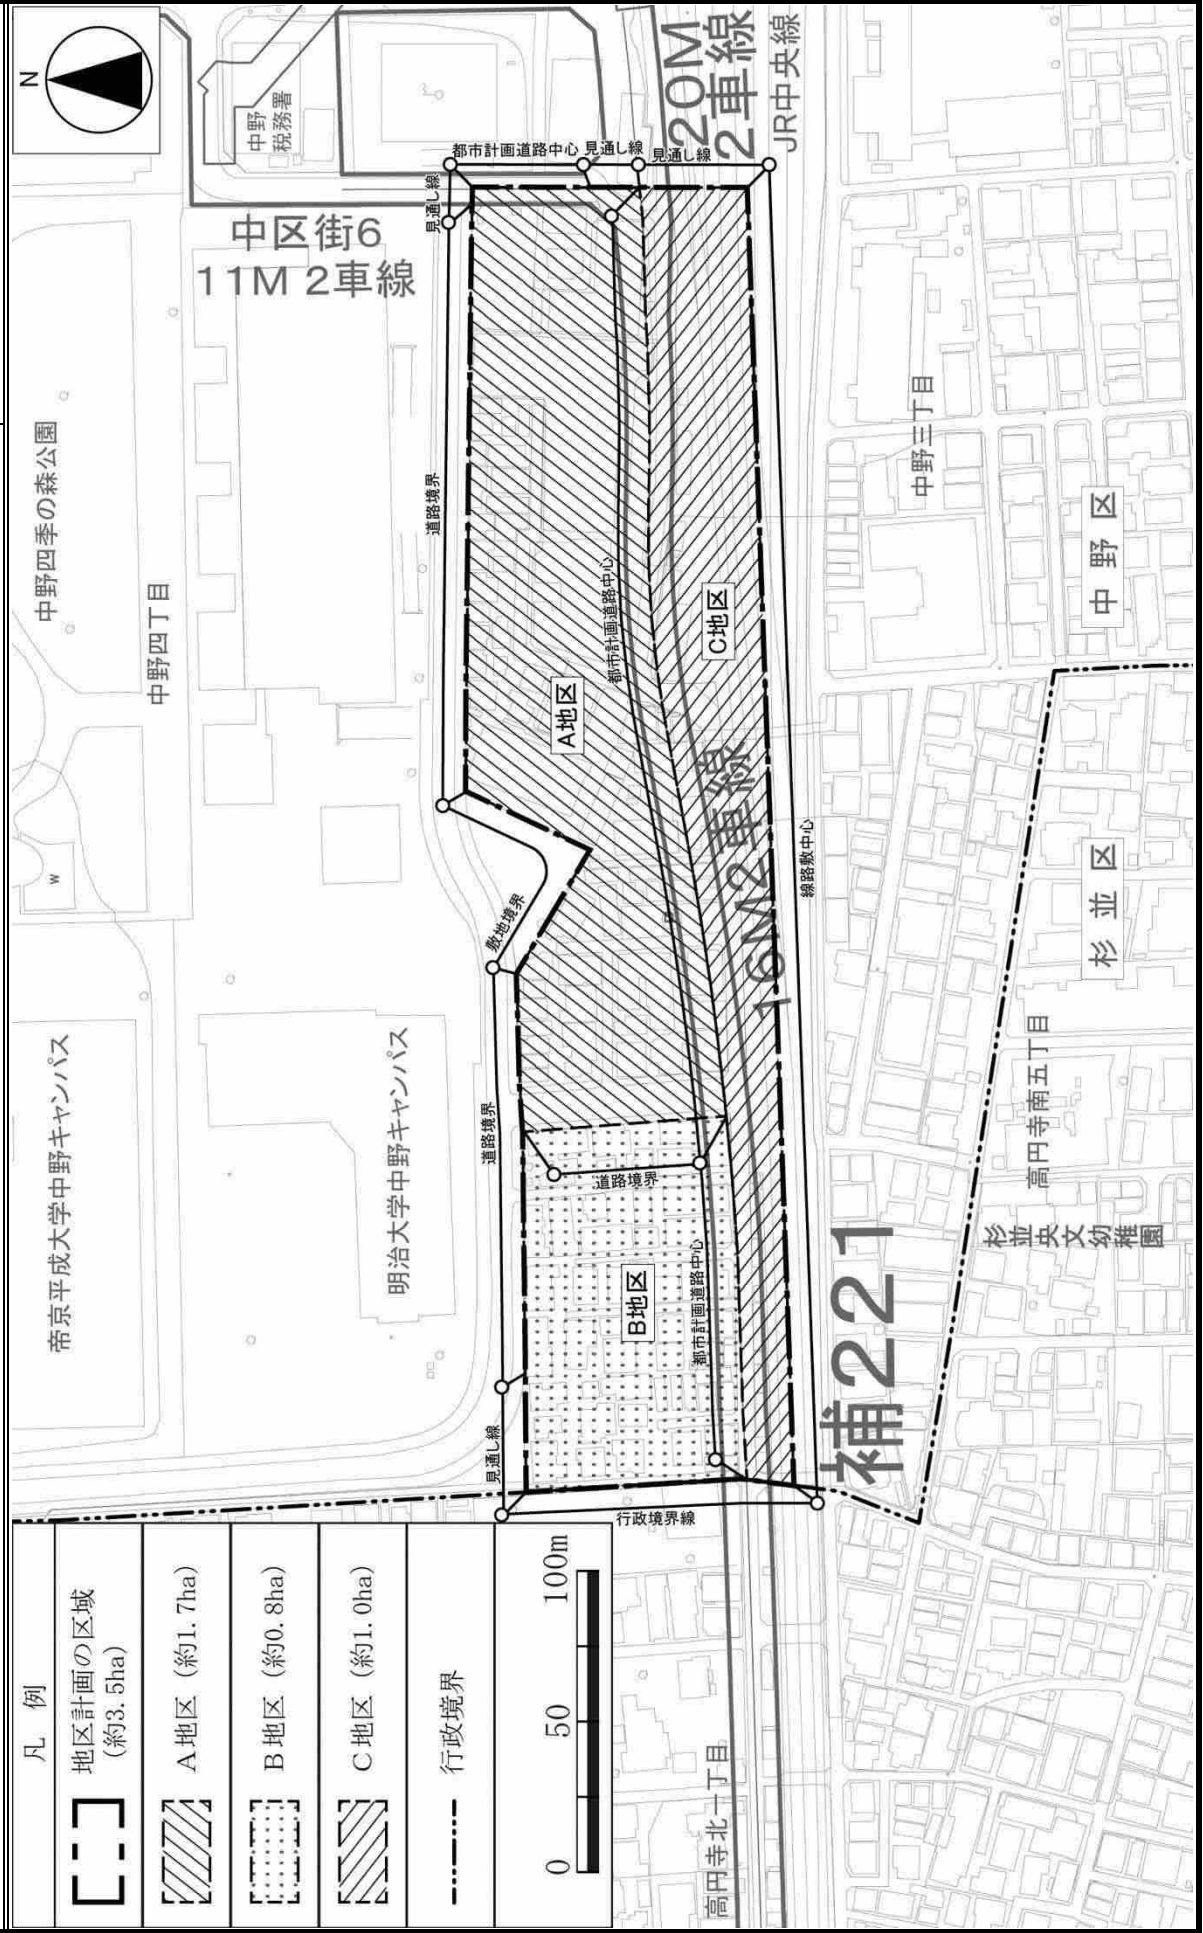 N
凡 例
地区計画の区域
(約3.5ha)
A地区 (約1.7ha)
B地区 (約0.8ha)
C地区 (約1.0ha)
行政境界
0 50 100m
帝京平成大学中野キャンパス
明治大学中野キャンパス
中野四季の森公園
中野四丁目
w
中野
税務署
中区街6
11M 2車線
見通し線
都市計画道路中心
見通し線
見通し線
20M
2車線
JR中央線
道路境界
敷地境界
道路境界
見通し線
行政境界線
A地区
B地区
C地区
道路境界
都市計画道路中心
都市計画道路中心
16M2車線
線路敷中心
補221
中野三丁目
中野区
杉並区
高円寺南五丁目
杉並央文幼稚園
高円寺北一丁目